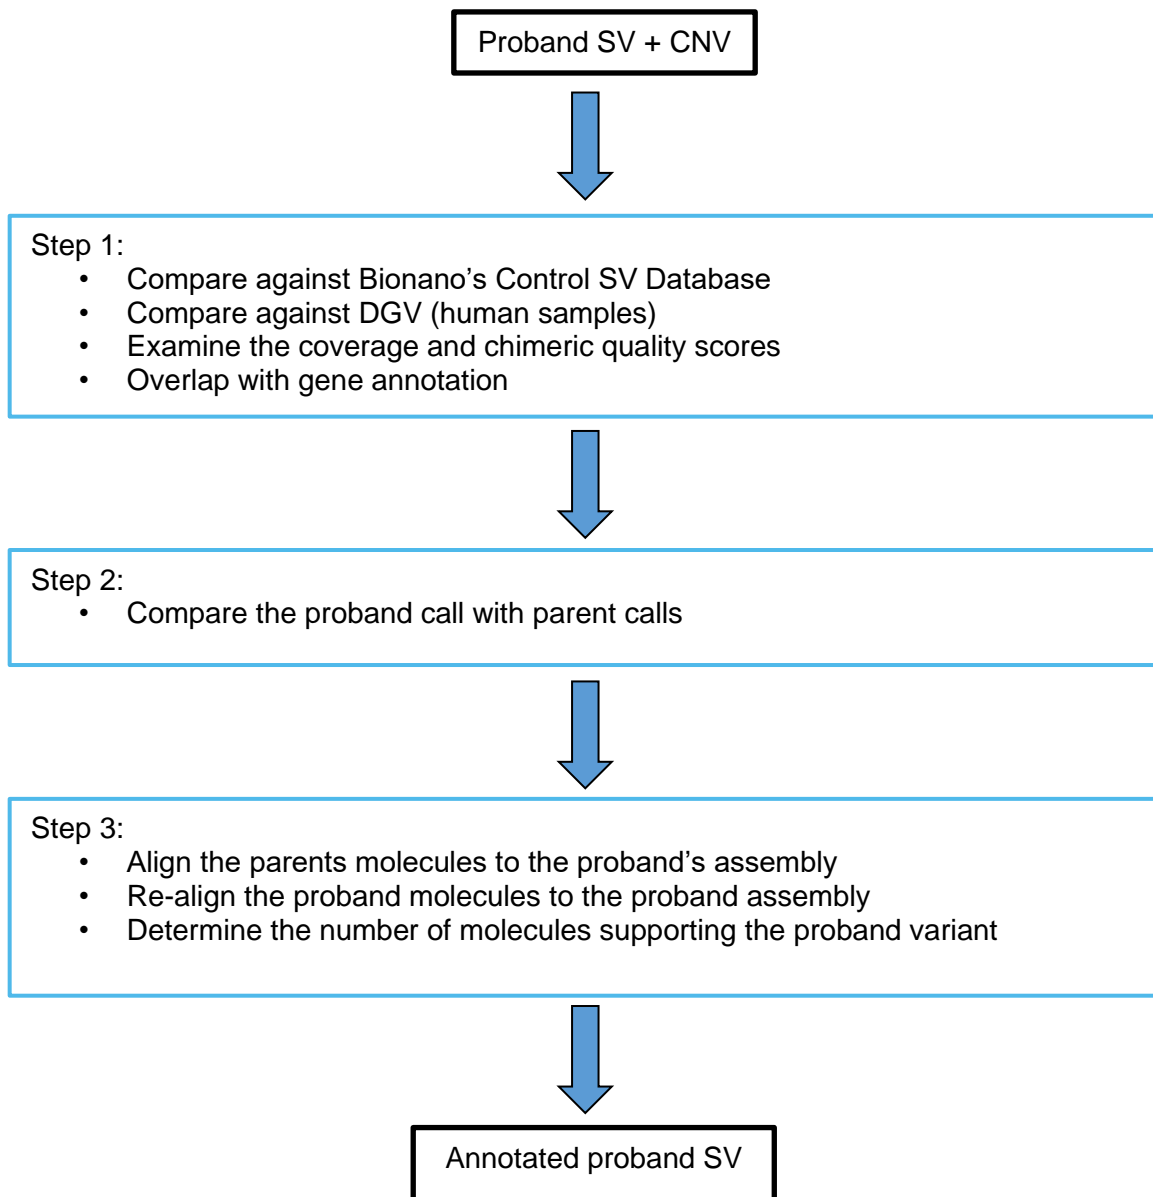 Proband SV + CNV
Step 1:
• Compare against Bionano's Control SV Database
• Compare against DGV (human samples)
• Examine the coverage and chimeric quality scores
• Overlap with gene annotation
Step 2:
• Compare the proband call with parent calls
Step 3:
• Align the parents molecules to the proband's assembly
• Re-align the proband molecules to the proband assembly
• Determine the number of molecules supporting the proband variant
Annotated proband SV